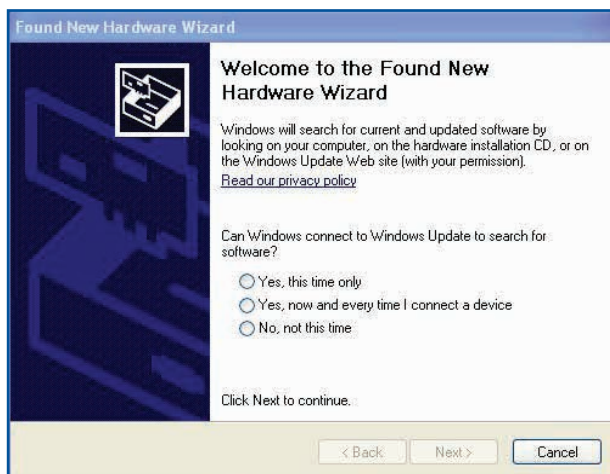 Found New Hardware Wizard
Welcome to the Found New
Hardware Wizard
Windows will search for current and updated software by
looking on your computer, on the hardware installation CD, or on
the Windows Update Web site (with your permission).
Read our privacy policy
Can Windows connect to Windows Update to search for
software?
Yes, this time only
Yes, now and every time I connect a device
No, not this time
Click Next to continue.
< Back
Next >
Cancel